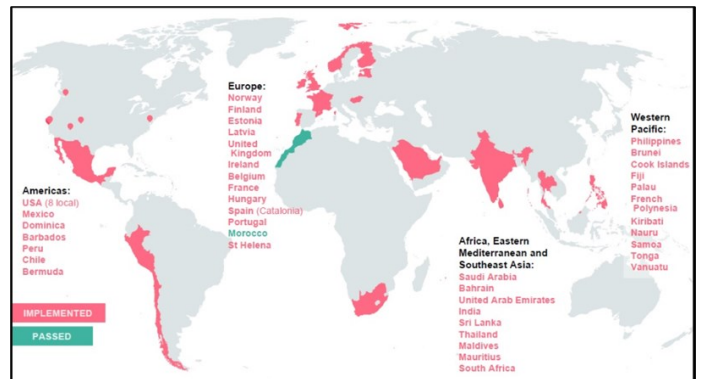 Europe:
Norway
Finland
Estonia
Latvia
United
Kingdom
Ireland
Belgium
France
Hungary
Spain (Catalonia)
Portugal
Morocco
St Helena
Western
Pacific:
Philippines
Brunei
Cook Islands
Fiji
Palau
French
Polynesia
Kiribati
Nauru
Samoa
Tonga
Vanuatu
Americas:
USA (8 local)
Mexico
Dominica
Barbados
Peru
Chile
Bermuda
Africa, Eastern
Mediterranean and
Southeast Asia:
Saudi Arabia
Bahrain
United Arab Emirates
India
Sri Lanka
Thailand
Maldives
Mauritius
South Africa
IMPLEMENTED
PASSED